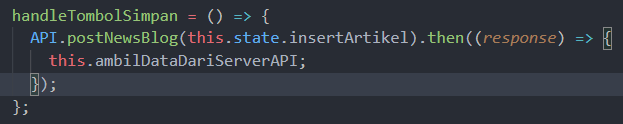 handleTombolSimpan = () => {
  API.postNewsBlog(this.state.insertArtikel).then((response) => {
    this.ambilDataDariServerAPI;
  });
};